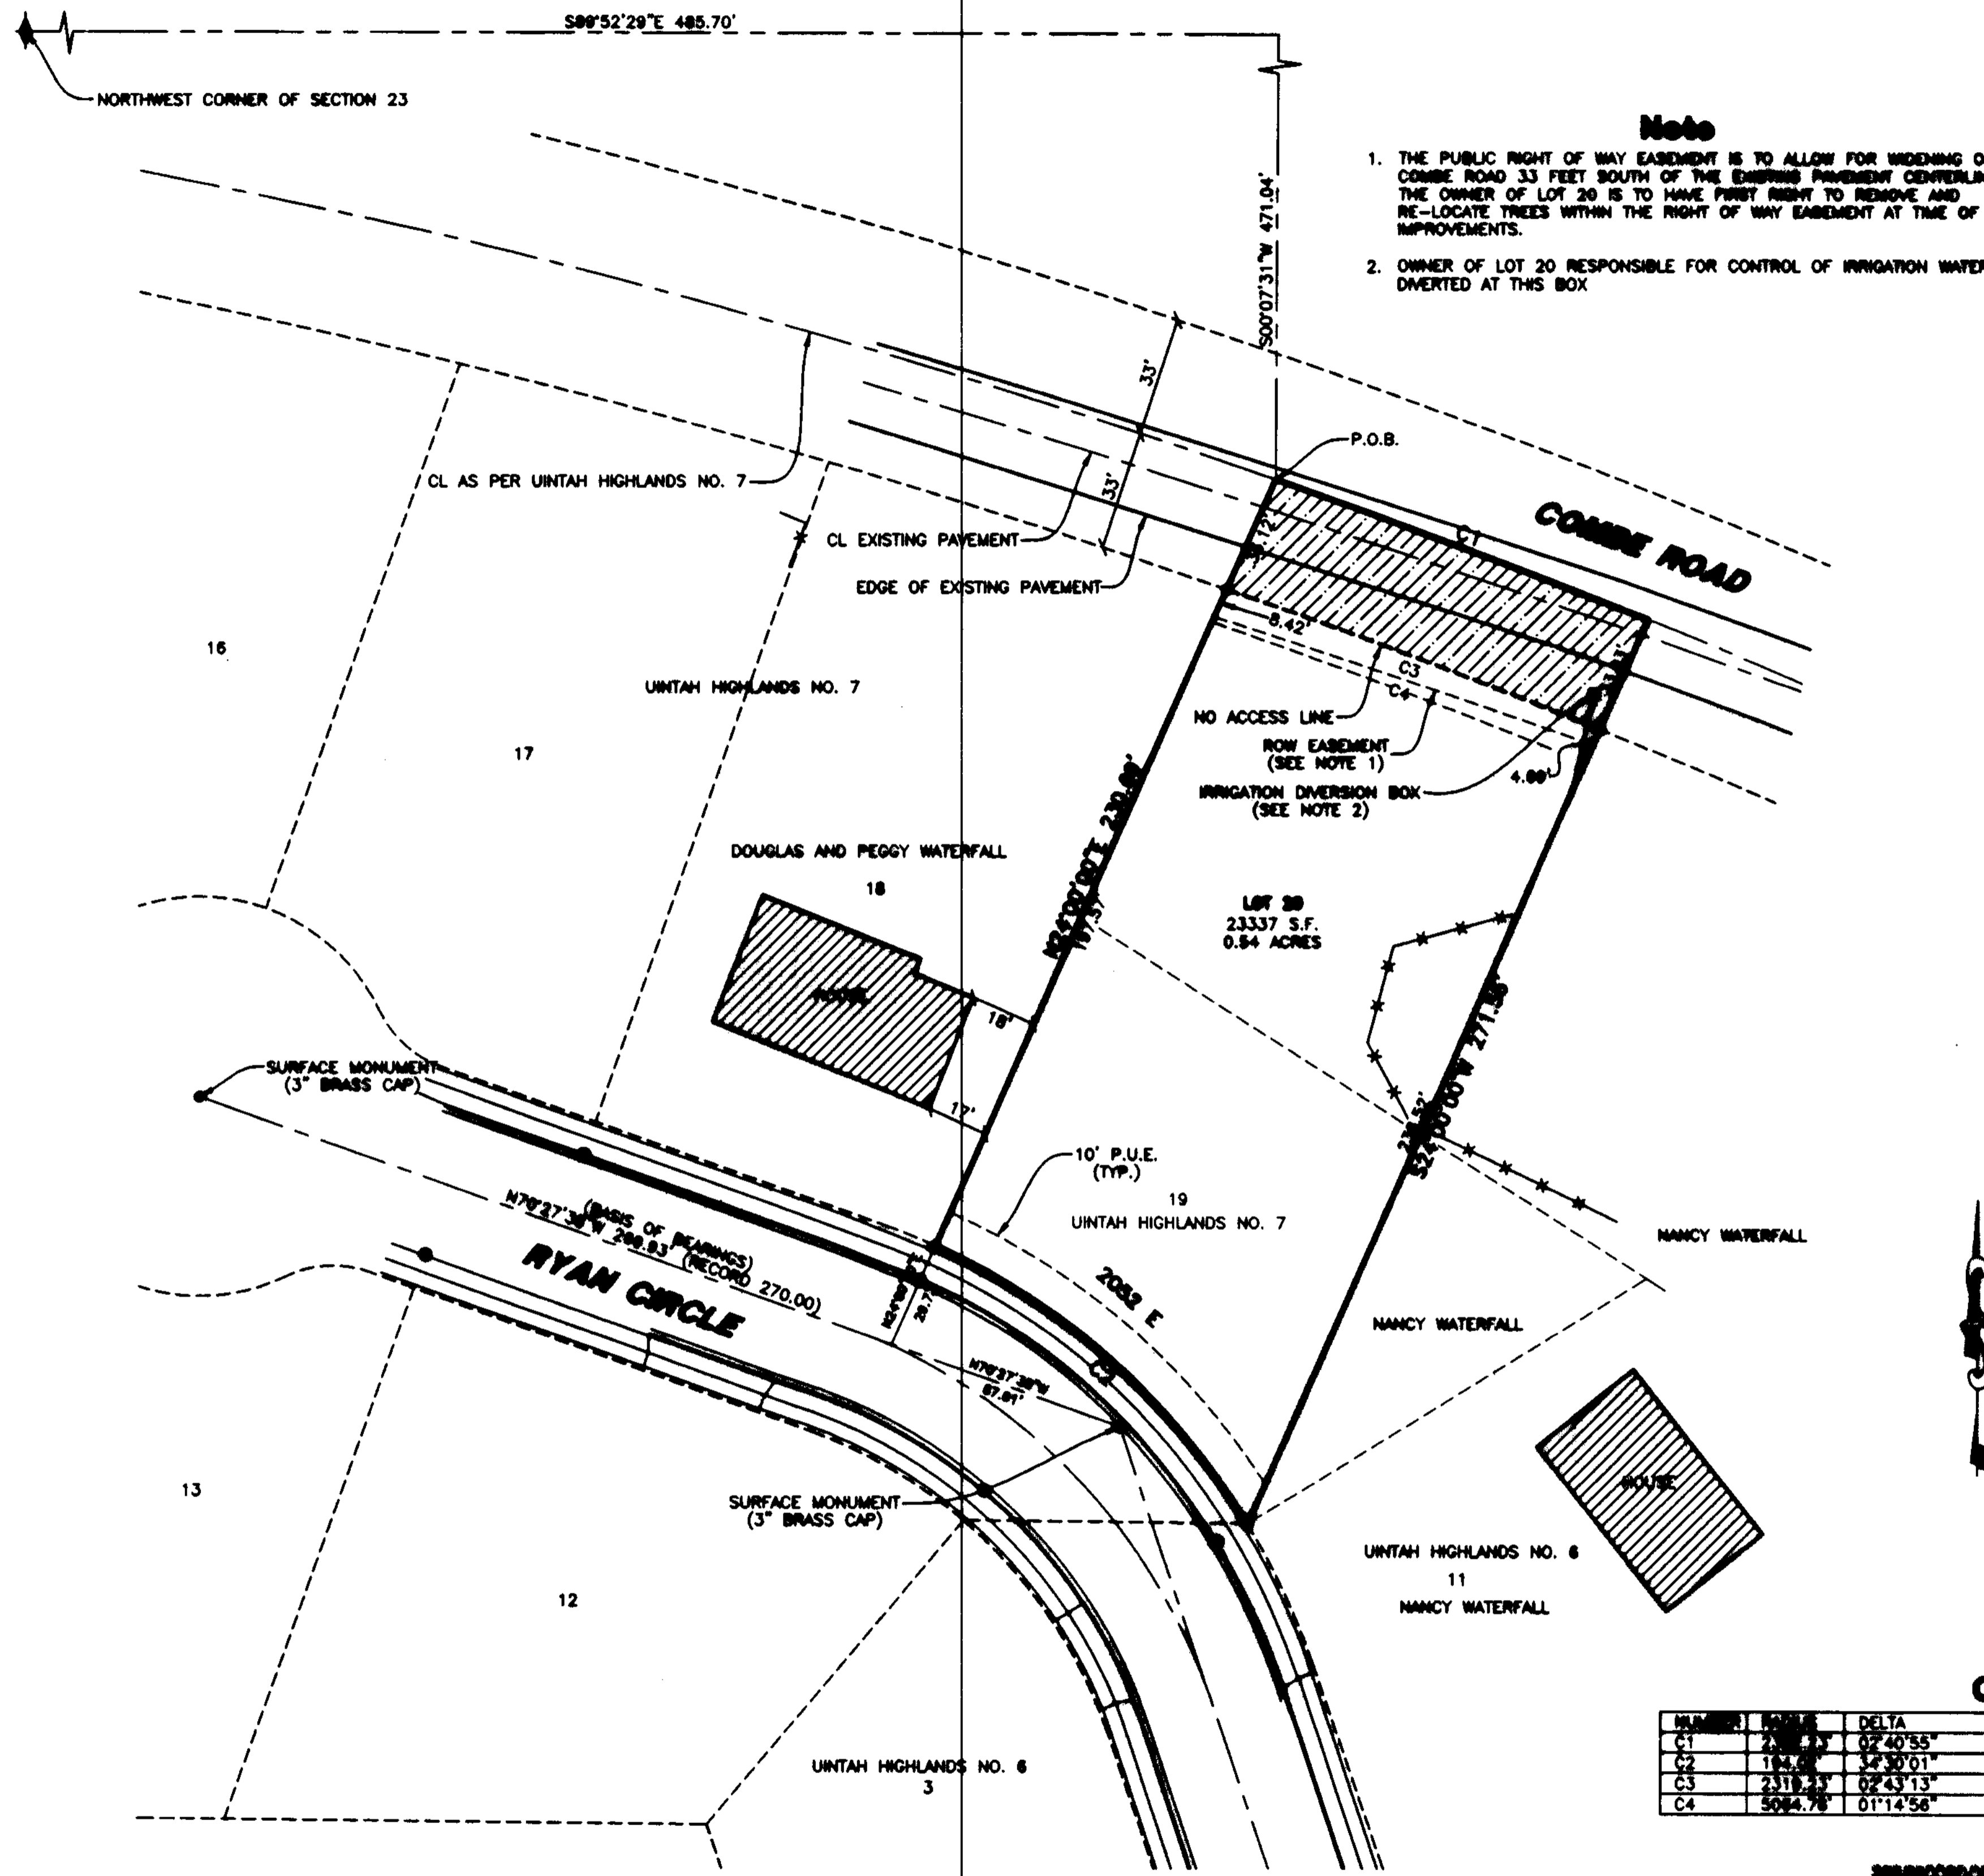 S89°52'29"E 485.70'
NORTHWEST CORNER OF SECTION 23
Note
1. THE PUBLIC RIGHT OF WAY EASEMENT IS TO ALLOW FOR WIDENING
COMBE ROAD 33 FEET SOUTH OF THE EXISTING PAVEMENT
THE OWNER OF LOT 20 IS TO HAVE FIRST RIGHT TO REMOVE AND
RE-LOCATE TREES WITHIN THE RIGHT OF WAY EASEMENT AT TIME OF
IMPROVEMENTS.
2. OWNER OF LOT 20 RESPONSIBLE FOR CONTROL OF IRRIGATION
DIVERTED AT THIS BOX
S00°07'31"W 471.04'
33'
33'
P.O.B.
CL AS PER UINTAH HIGHLANDS NO. 7
CL EXISTING PAVEMENT
EDGE OF EXISTING PAVEMENT
COMBE ROAD
C1
8.42'
C3
C4
16
UINTAH HIGHLANDS NO. 7
17
NO ACCESS LINE
ROW EASEMENT
(SEE NOTE 1)
IRRIGATION DIVERSION BOX
(SEE NOTE 2)
DOUGLAS AND PEGGY WATERFALL
18
HOUSE
18'
17'
N24°00'00"E
LOT 20
23337 S.F.
0.54 ACRES
S24°00'00"W
SURFACE MONUMENT
(3" BRASS CAP)
10' P.U.E.
(TYP.)
19
UINTAH HIGHLANDS NO. 7
NANCY WATERFALL
(BASIS OF BEARINGS)
(RECORD 270.00)
RYAN CIRCLE
2052 E
C2
NANCY WATERFALL
HOUSE
13
SURFACE MONUMENT
(3" BRASS CAP)
UINTAH HIGHLANDS NO. 6
11
NANCY WATERFALL
12
UINTAH HIGHLANDS NO. 6
3
NUMBER DELTA
C1 02°40'55"
C2 34°30'01"
C3 02°43'13"
C4 01°14'56"